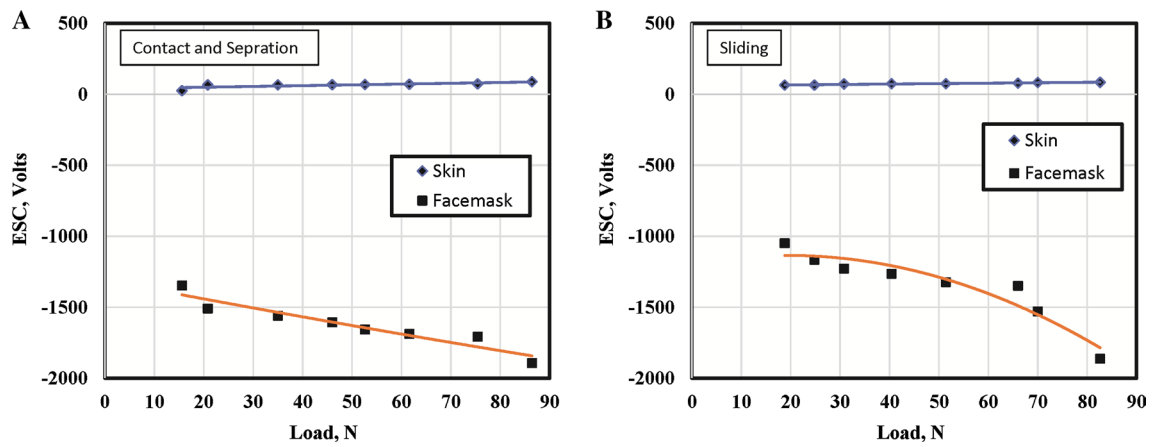 A
500
0
-500
-1000
-1500
-2000
ESC, Volts
Contact and Sepration
Skin
Facemask
0 10 20 30 40 50 60 70 80 90
Load, N
B
500
0
-500
-1000
-1500
-2000
ESC, Volts
Sliding
Skin
Facemask
0 10 20 30 40 50 60 70 80 90
Load, N